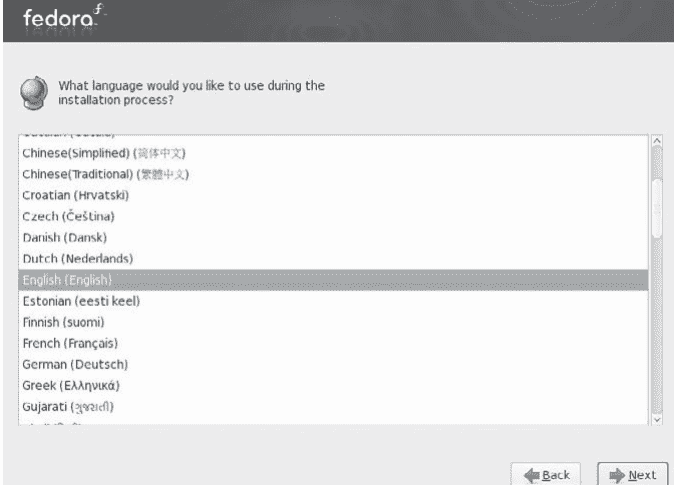 fedora
What language would you like to use during the
installation process?
Chinese(Simplified) (简体中文)
Chinese(Traditional) (繁體中文)
Croatian (Hrvatski)
Czech (Čeština)
Danish (Dansk)
Dutch (Nederlands)
English (English)
Estonian (eesti keel)
Finnish (suomi)
French (Français)
German (Deutsch)
Greek (Ελληνικά)
Gujarati (ગુજરાતી)
Back
Next